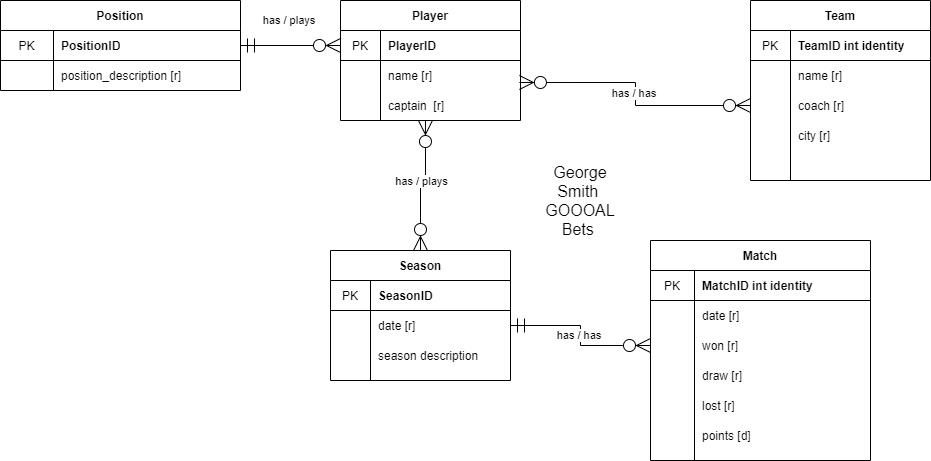 Position
PK PositionID
position_description [r]
has / plays
Player
PK PlayerID
name [r]
captain [r]
has / has
Team
PK TeamID int identity
name [r]
coach [r]
city [r]
has / plays
George
Smith
GOOOAL
Bets
Season
PK SeasonID
date [r]
season description
has / has
Match
PK MatchID int identity
date [r]
won [r]
draw [r]
lost [r]
points [d]